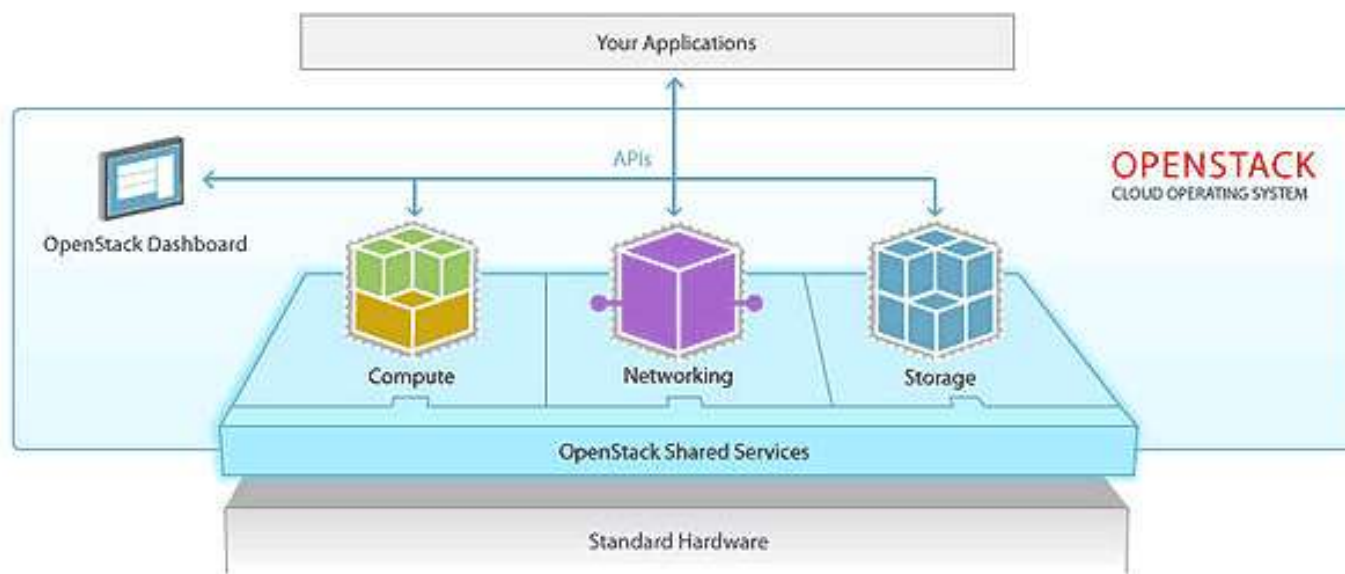 Your Applications
APIs
OPENSTACK
CLOUD OPERATING SYSTEM
OpenStack Dashboard
Compute
Networking
Storage
OpenStack Shared Services
Standard Hardware